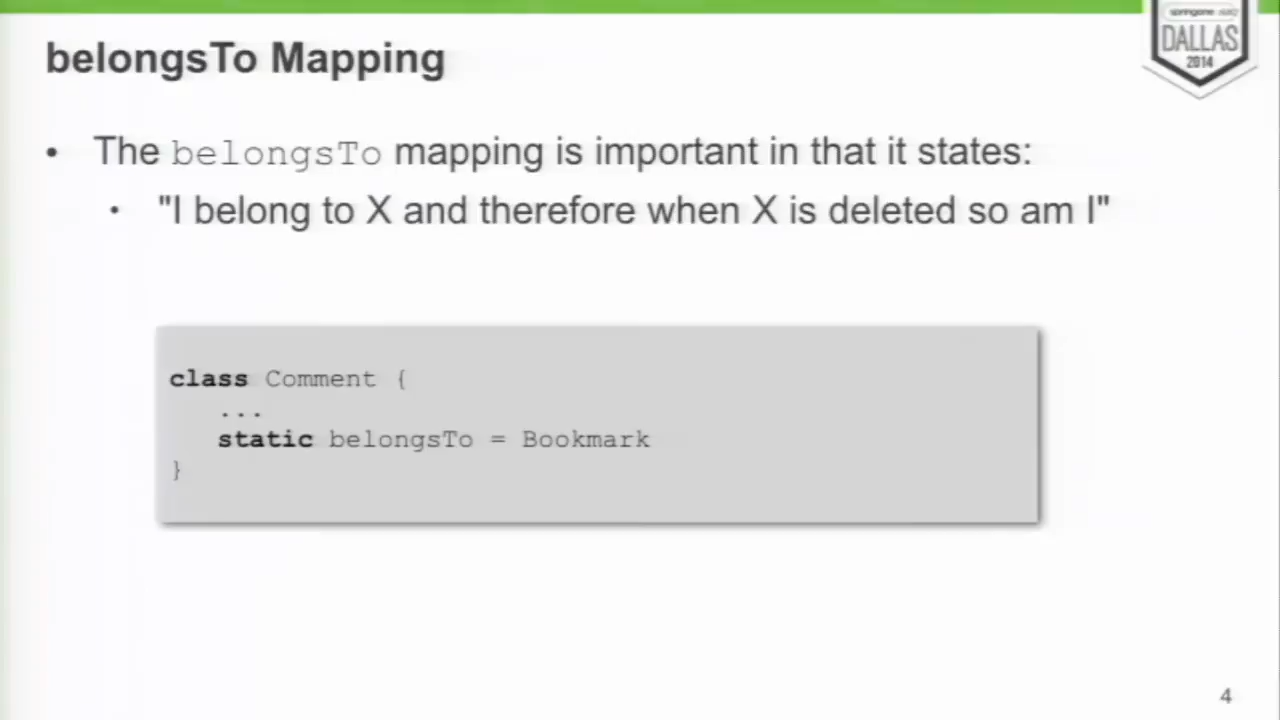 belongsTo Mapping
DALLAS
2014
• The belongsTo mapping is important in that it states:
• "I belong to X and therefore when X is deleted so am I"
class Comment {
...
static belongsTo = Bookmark
}
4